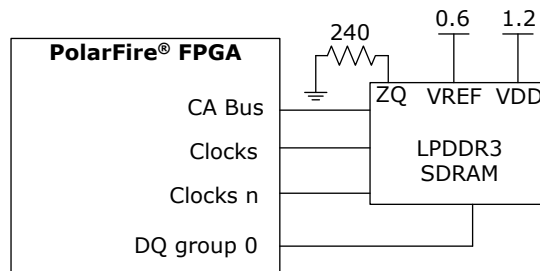 0.6 1.2
240
PolarFire® FPGA
ZQ VREF VDD
CA Bus
Clocks
LPDDR3
SDRAM
Clocks n
DQ group 0